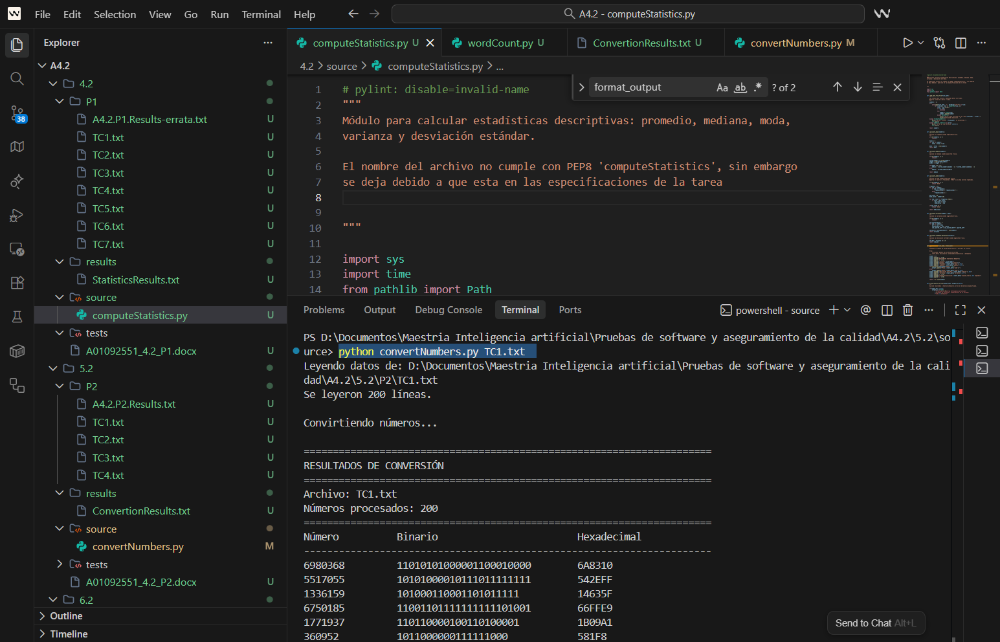 File Edit Selection View Go Run Terminal Help
A4.2 - computeStatistics.py
Explorer
A4.2
4.2
P1
A4.2.P1.Results-errata.txt U
TC1.txt U
TC2.txt U
TC3.txt U
TC4.txt U
TC5.txt U
TC6.txt U
TC7.txt U
results
StatisticsResults.txt U
source
computeStatistics.py U
tests
A01092551_4.2_P1.docx U
5.2
P2
A4.2.P2.Results.txt U
TC1.txt U
TC2.txt U
TC3.txt U
TC4.txt U
results
ConvertionResults.txt U
source
convertNumbers.py M
tests
A01092551_4.2_P2.docx U
6.2
Outline
Timeline
38
computeStatistics.py U
wordCount.py U
ConvertionResults.txt U
convertNumbers.py M
4.2 > source > computeStatistics.py > ...
format_output Aa ab .* ? of 2
1 # pylint: disable=invalid-name
2 """
3 Módulo para calcular estadísticas descriptivas: promedio, mediana, moda,
4 varianza y desviación estándar.
5
6 El nombre del archivo no cumple con PEP8 'computeStatistics', sin embargo
7 se deja debido a que esta en las especificaciones de la tarea
8
9
10 """
11
12 import sys
13 import time
14 from pathlib import Path
Problems Output Debug Console Terminal Ports
powershell - source
PS D:\Documentos\Maestria Inteligencia artificial\Pruebas de software y aseguramiento de la calidad\A4.2\5.2\so
urce> python convertNumbers.py TC1.txt
Leyendo datos de: D:\Documentos\Maestria Inteligencia artificial\Pruebas de software y aseguramiento de la cali
dad\A4.2\5.2\P2\TC1.txt
Se leyeron 200 líneas.
Convirtiendo números...
======================================================================
RESULTADOS DE CONVERSIÓN
======================================================================
Archivo: TC1.txt
Números procesados: 200
======================================================================
Número Binario Hexadecimal
----------------------------------------------------------------------
6980368 11010101000001100010000 6A8310
5517055 10101000010111011111111 542EFF
1336159 101000110001101011111 14635F
6750185 11001101111111111101001 66FFE9
1771937 110110000100110100001 1B09A1
360952 1011000000111111000 581F8
Send to Chat Alt+L